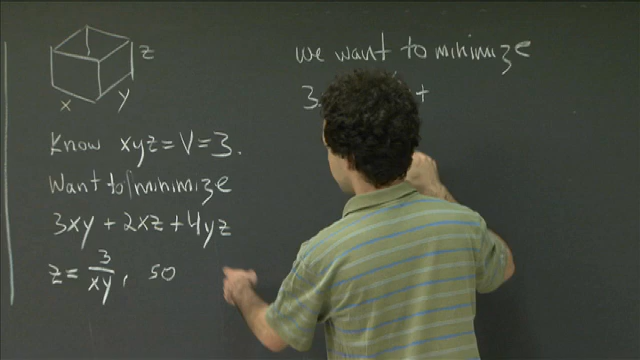 z
x y
Know xyz = V = 3.
Want to minimize
3xy + 2xz + 4yz
z = 3/xy, so
We want to minimize
3. +